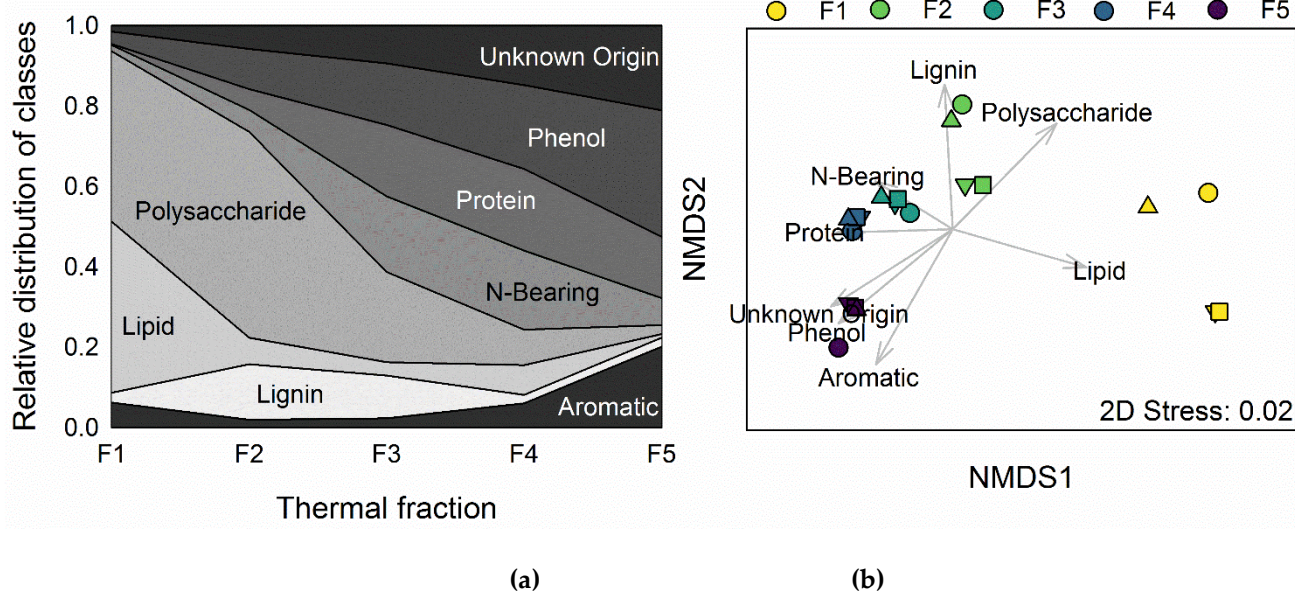 Relative distribution of classes
1.0
0.8
0.6
0.4
0.2
0.0
Unknown Origin
Phenol
Protein
Polysaccharide
N-Bearing
Lipid
Lignin
Aromatic
F1 F2 F3 F4 F5
Thermal fraction
(a)
F1 F2 F3 F4 F5
NMDS2
Lignin
Polysaccharide
N-Bearing
Protein
Lipid
Unknown Origin
Phenol
Aromatic
2D Stress: 0.02
NMDS1
(b)